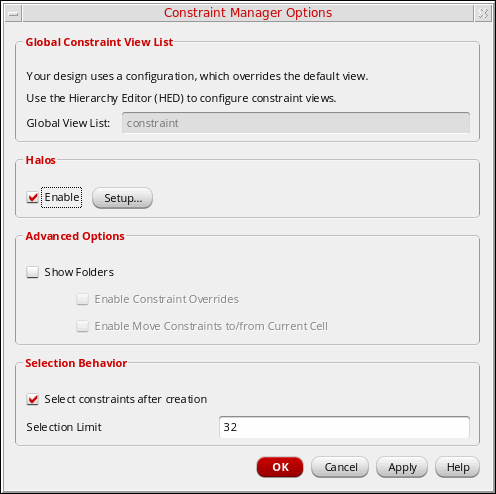 Constraint Manager Options
Global Constraint View List
Your design uses a configuration, which overrides the default view.
Use the Hierarchy Editor (HED) to configure constraint views.
Global View List: constraint
Halos
Enable Setup...
Advanced Options
Show Folders
Enable Constraint Overrides
Enable Move Constraints to/from Current Cell
Selection Behavior
Select constraints after creation
Selection Limit 32
OK Cancel Apply Help